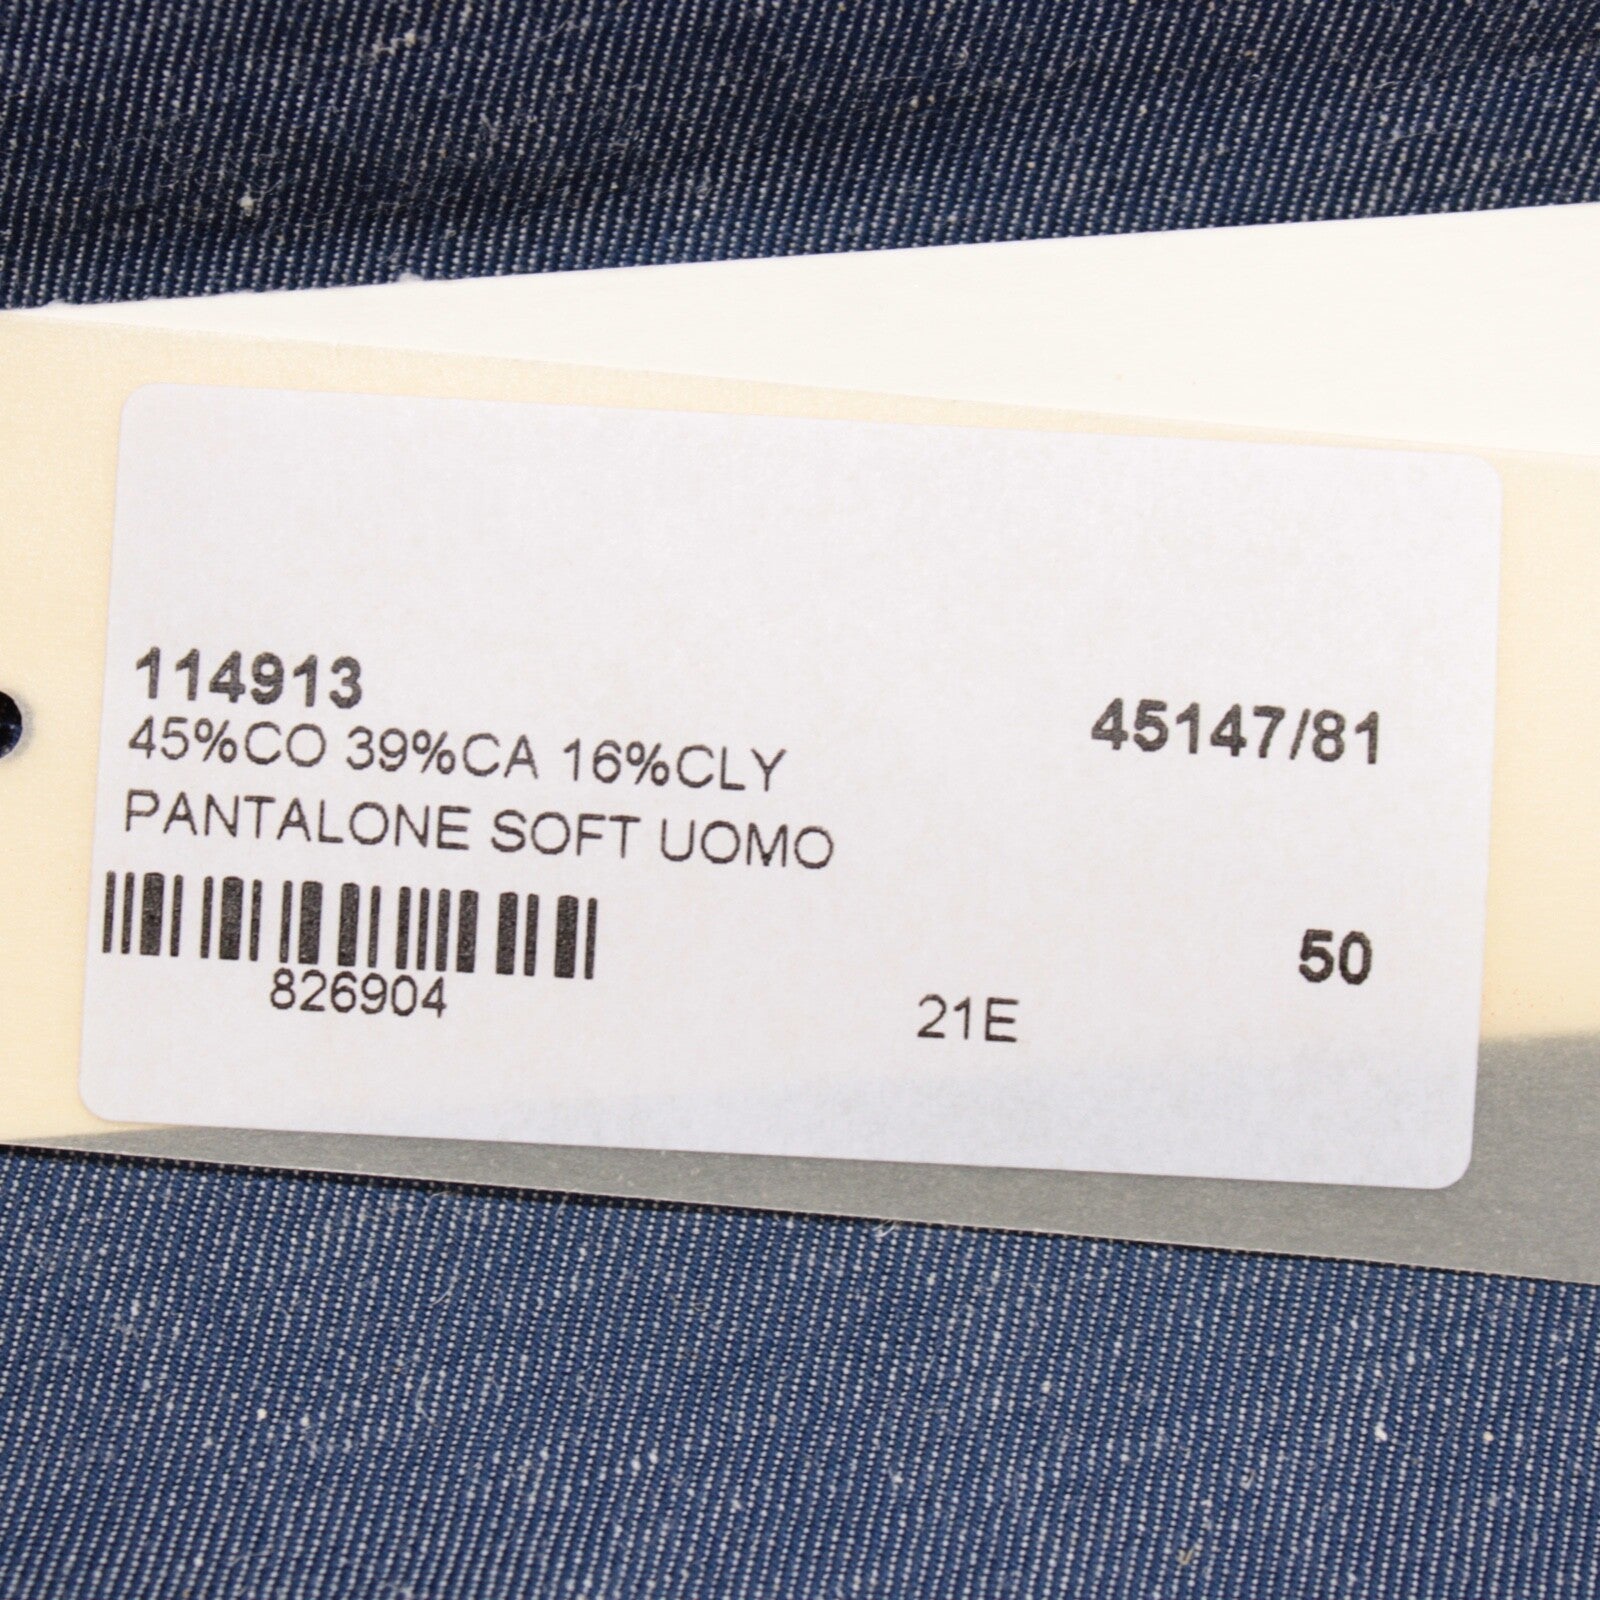 114913
45147/81
45%CO 39%CA 16%CLY
PANTALONE SOFT UOMO
826904
21E
50